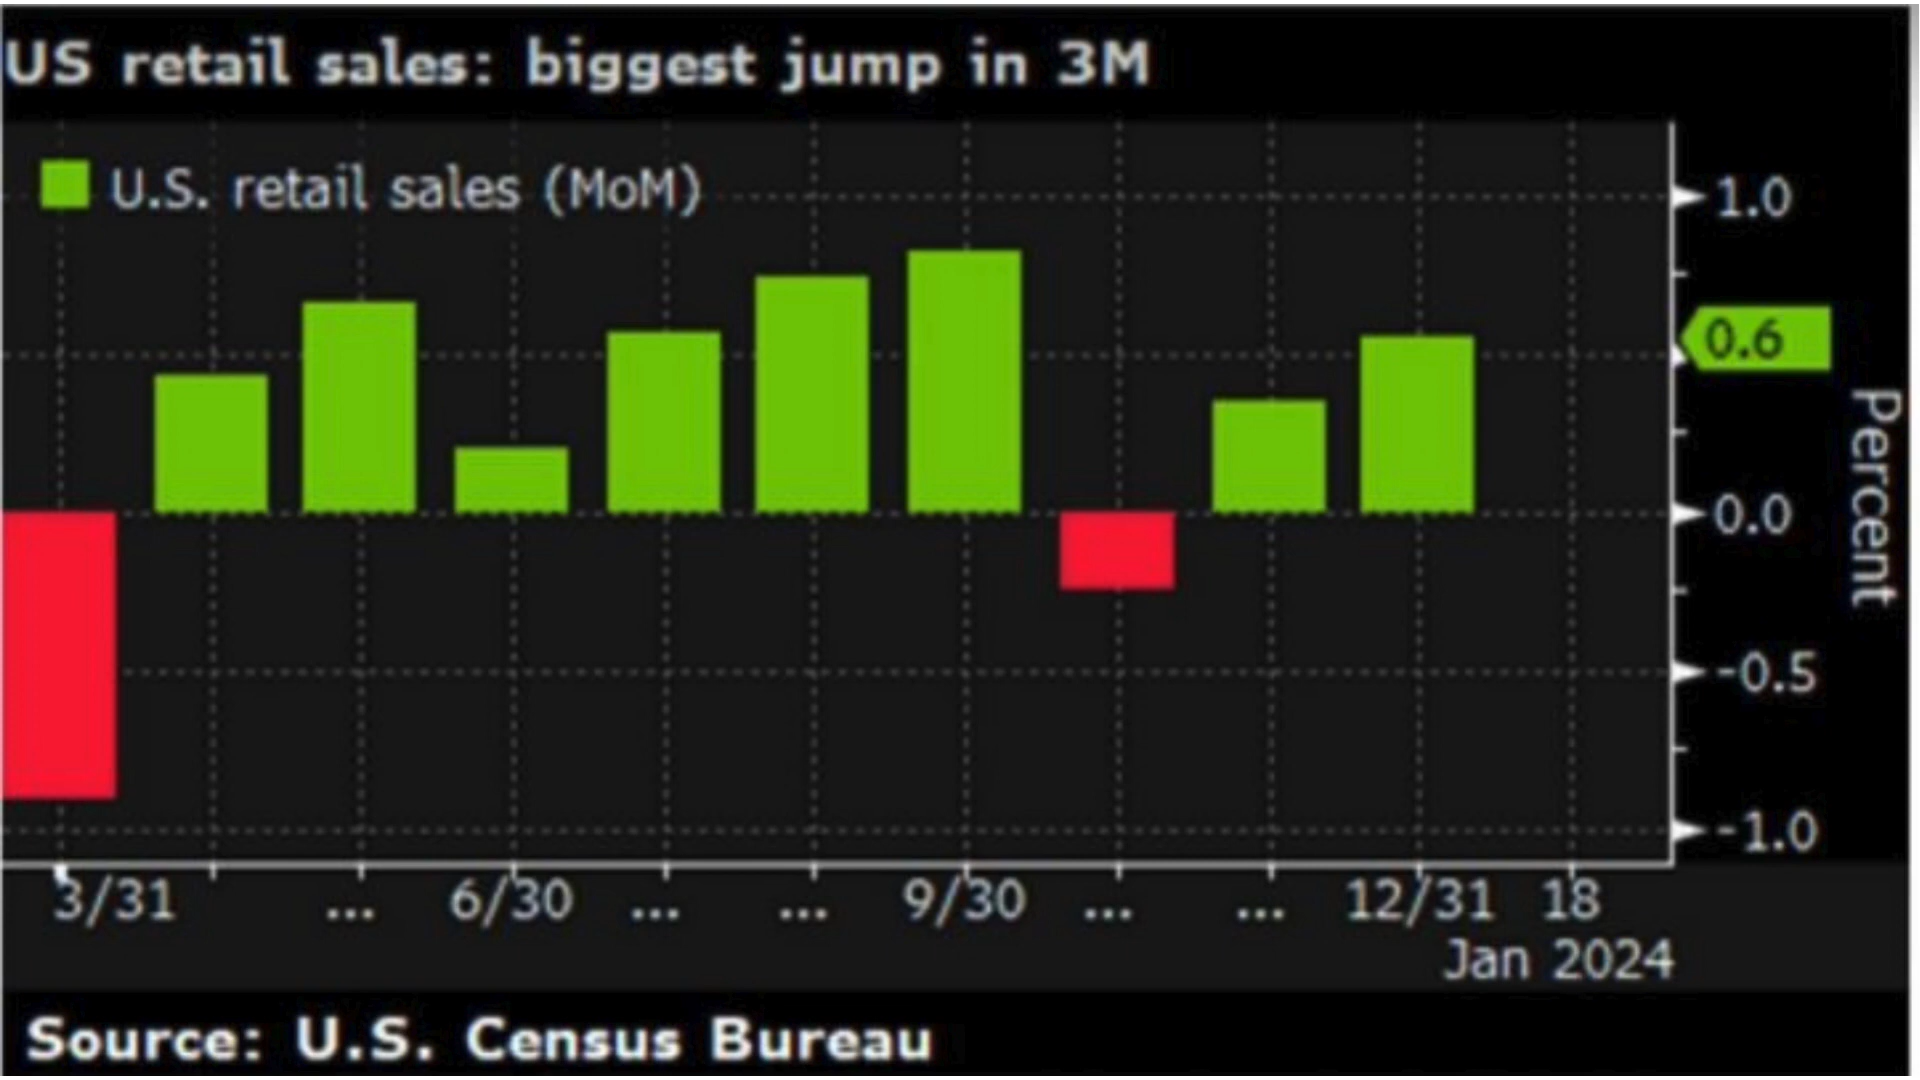 US retail sales: biggest jump in 3M
U.S. retail sales (MoM)
1.0
0.6
0.0
-0.5
-1.0
Percent
3/31 ... 6/30 ... ... 9/30 ... ... 12/31 18
Jan 2024
Source: U.S. Census Bureau